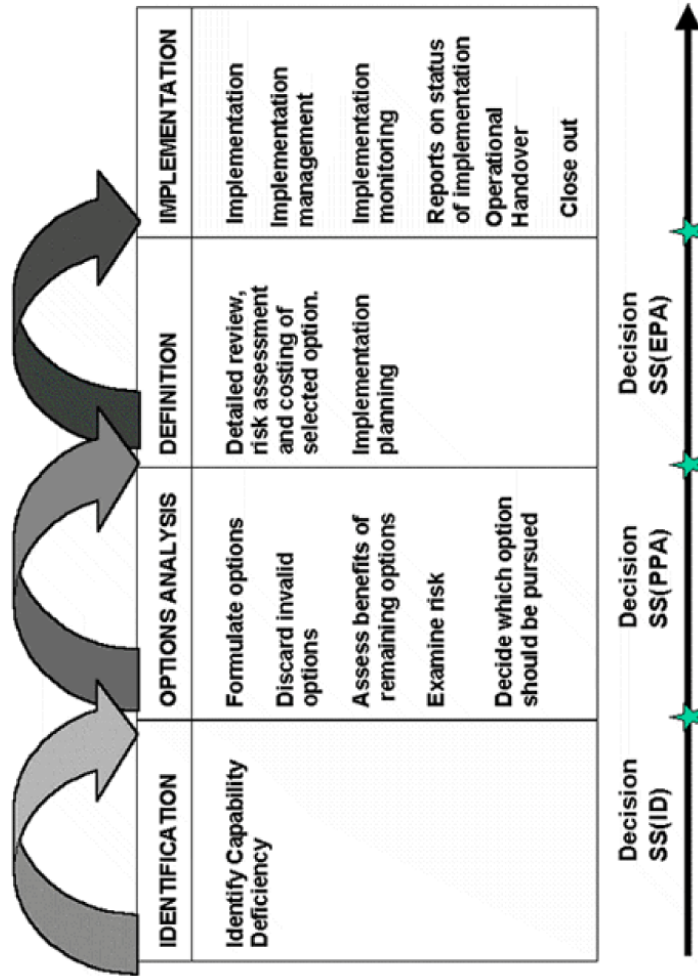 IDENTIFICATION
Identify Capability
Deficiency
OPTIONS ANALYSIS
Formulate options
Discard invalid
options
Assess benefits of
remaining options
Examine risk
Decide which option
should be pursued
DEFINITION
Detailed review,
risk assessment
and costing of
selected option.
Implementation
planning
IMPLEMENTATION
Implementation
Implementation
management
Implementation
monitoring
Reports on status
of implementation
Operational
Handover
Close out
Decision
SS(ID)
Decision
SS(PPA)
Decision
SS(EPA)